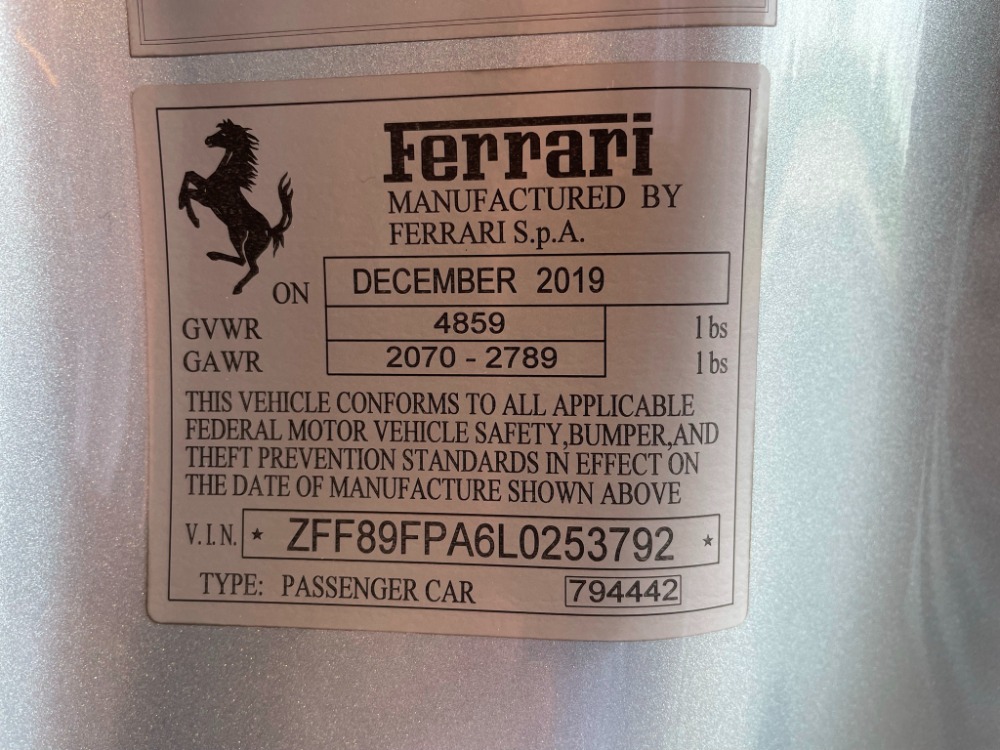 Ferrari
MANUFACTURED BY
FERRARI S.p.A.
ON DECEMBER 2019
GVWR 4859 lbs
GAWR 2070 - 2789 lbs
THIS VEHICLE CONFORMS TO ALL APPLICABLE
FEDERAL MOTOR VEHICLE SAFETY,BUMPER,AND
THEFT PREVENTION STANDARDS IN EFFECT ON
THE DATE OF MANUFACTURE SHOWN ABOVE
V.I.N. * ZFF89FPA6L0253792 *
TYPE: PASSENGER CAR 794442